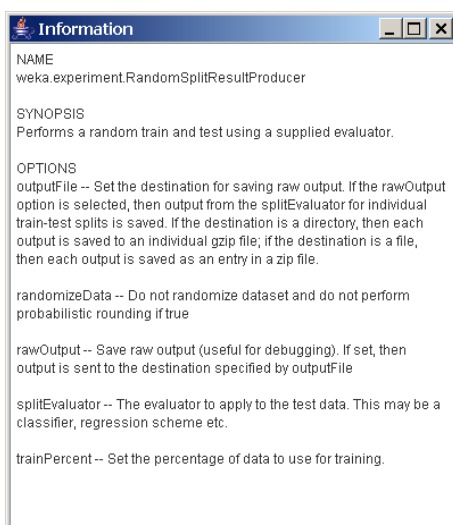 Information
NAME
weka.experiment.RandomSplitResultProducer
SYNOPSIS
Performs a random train and test using a supplied evaluator.
OPTIONS
outputFile -- Set the destination for saving raw output. If the rawOutput
option is selected, then output from the splitEvaluator for individual
train-test splits is saved. If the destination is a directory, then each
output is saved to an individual gzip file; if the destination is a file,
then each output is saved as an entry in a zip file.
randomizeData -- Do not randomize dataset and do not perform
probabilistic rounding if true
rawOutput -- Save raw output (useful for debugging). If set, then
output is sent to the destination specified by outputFile
splitEvaluator -- The evaluator to apply to the test data. This may be a
classifier, regression scheme etc.
trainPercent -- Set the percentage of data to use for training.